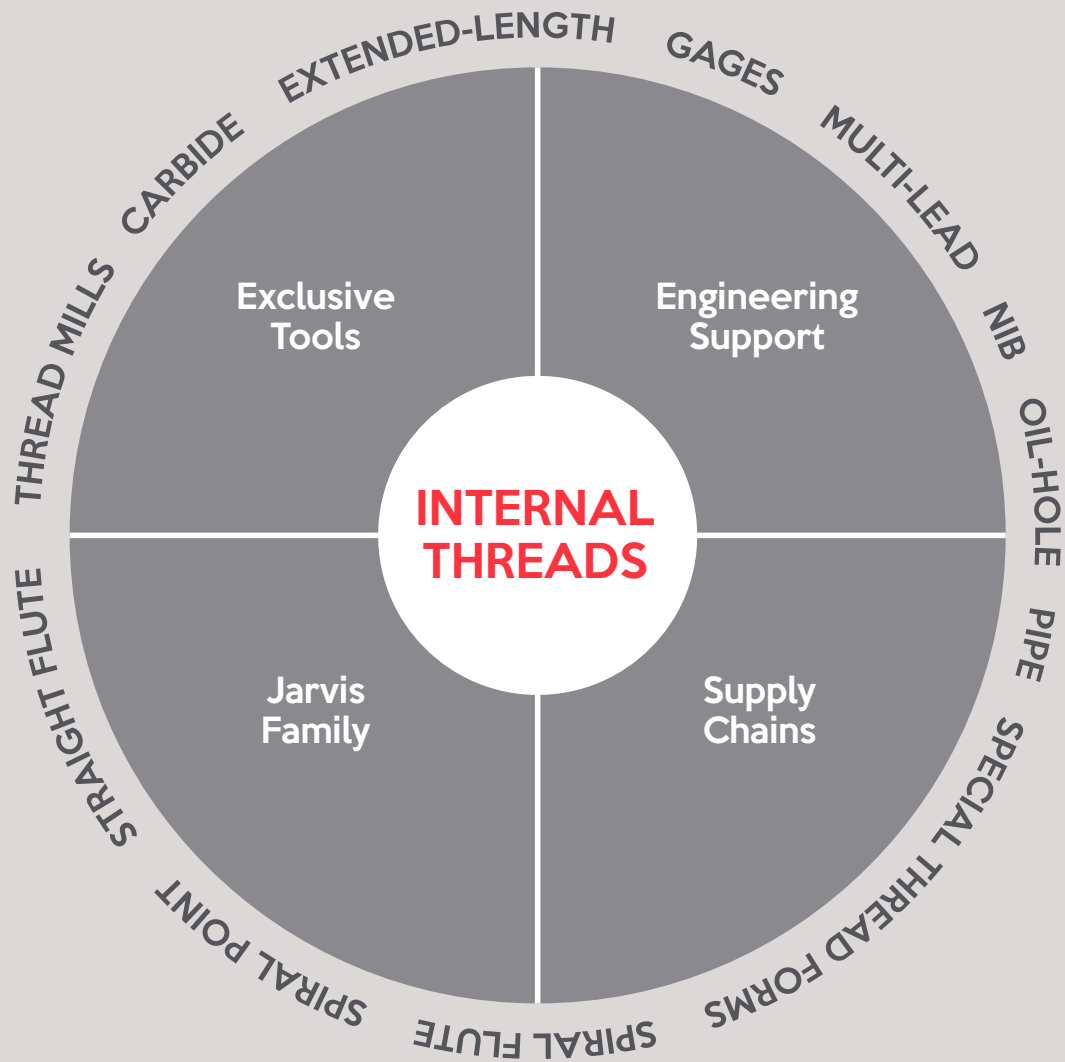 CARBIDE
EXTENDED-LENGTH
GAGES
MULTI-LEAD
NIB
OIL-HOLE
PIPE
SPECIAL THREAD FORMS
SPIRAL FLUTE
SPIRAL POINT
STRAIGHT FLUTE
THREAD MILLS
Exclusive
Tools
Engineering
Support
INTERNAL
THREADS
Jarvis
Family
Supply
Chains